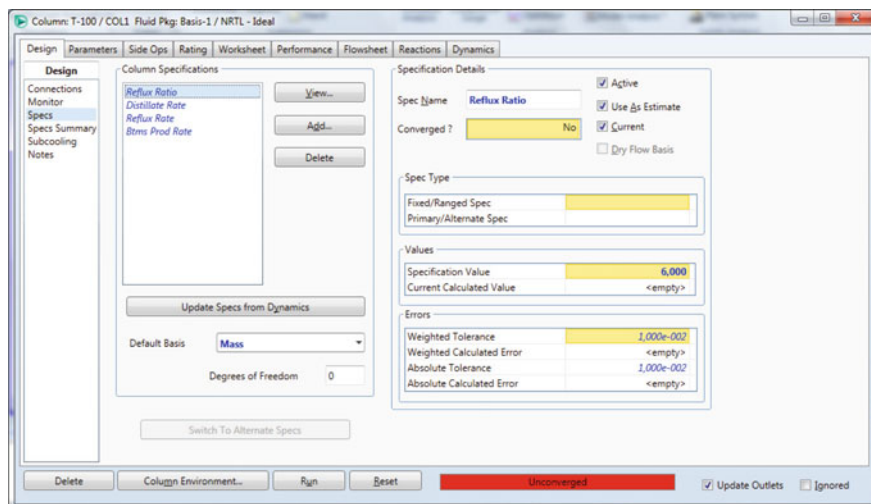 Column: T-100 / COL1 Fluid Pkg: Basis-1 / NRTL - Ideal
Design Parameters Side Ops Rating Worksheet Performance Flowsheet Reactions Dynamics
Design
Connections
Monitor
Specs
Specs Summary
Subcooling
Notes
Column Specifications
Reflux Ratio
Distillate Rate
Reflux Rate
Btms Prod Rate
View...
Add...
Delete
Update Specs from Dynamics
Default Basis Mass
Degrees of Freedom 0
Switch To Alternate Specs
Specification Details
Spec Name Reflux Ratio
Converged ? No
Active
Use As Estimate
Current
Dry Flow Basis
Spec Type
Fixed/Ranged Spec
Primary/Alternate Spec
Values
Specification Value 6,000
Current Calculated Value <empty>
Errors
Weighted Tolerance 1,000e-002
Weighted Calculated Error <empty>
Absolute Tolerance 1,000e-002
Absolute Calculated Error <empty>
Delete Column Environment... Run Reset Unconverged Update Outlets Ignored